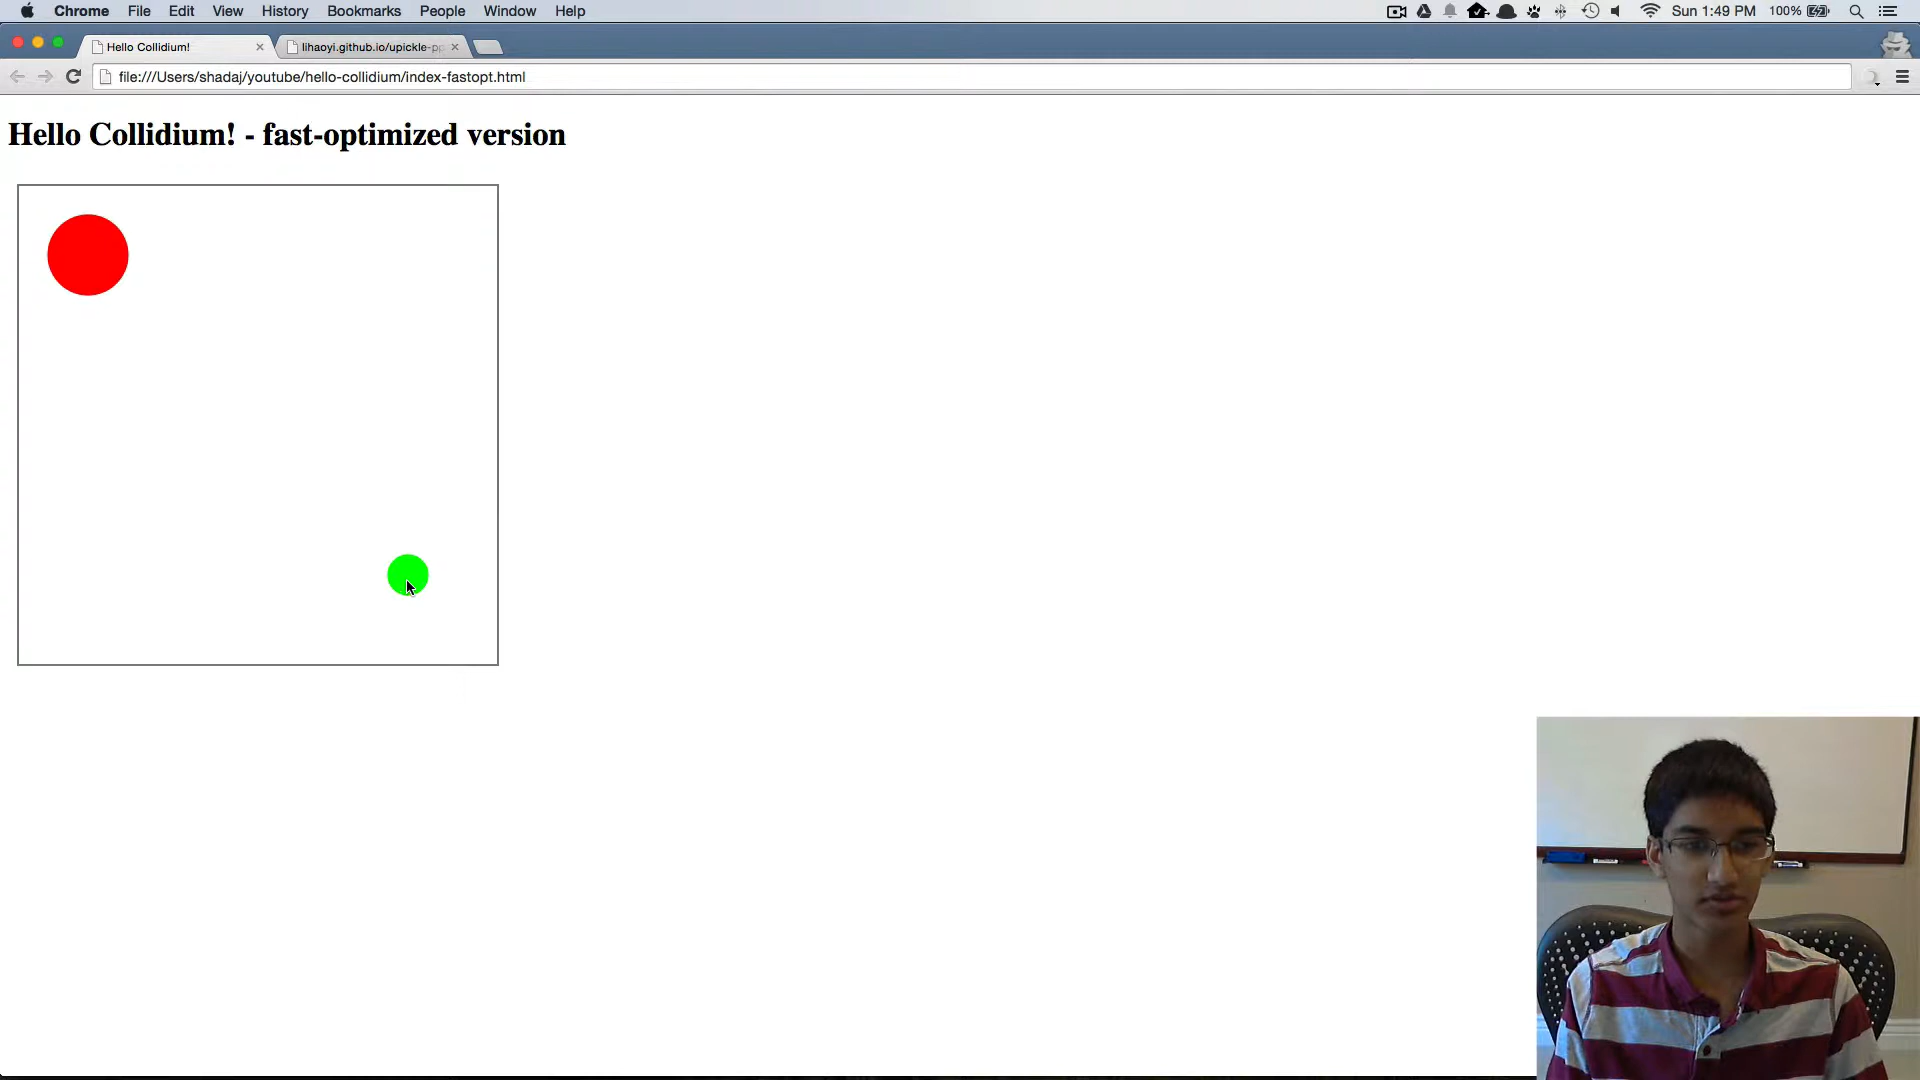 Chrome File Edit View History Bookmarks People Window Help Sun 1:49 PM 100%
Hello Collidium! lihaoyi.github.io/upickle-pp
file:///Users/shadaj/youtube/hello-collidium/index-fastopt.html
Hello Collidium! - fast-optimized version